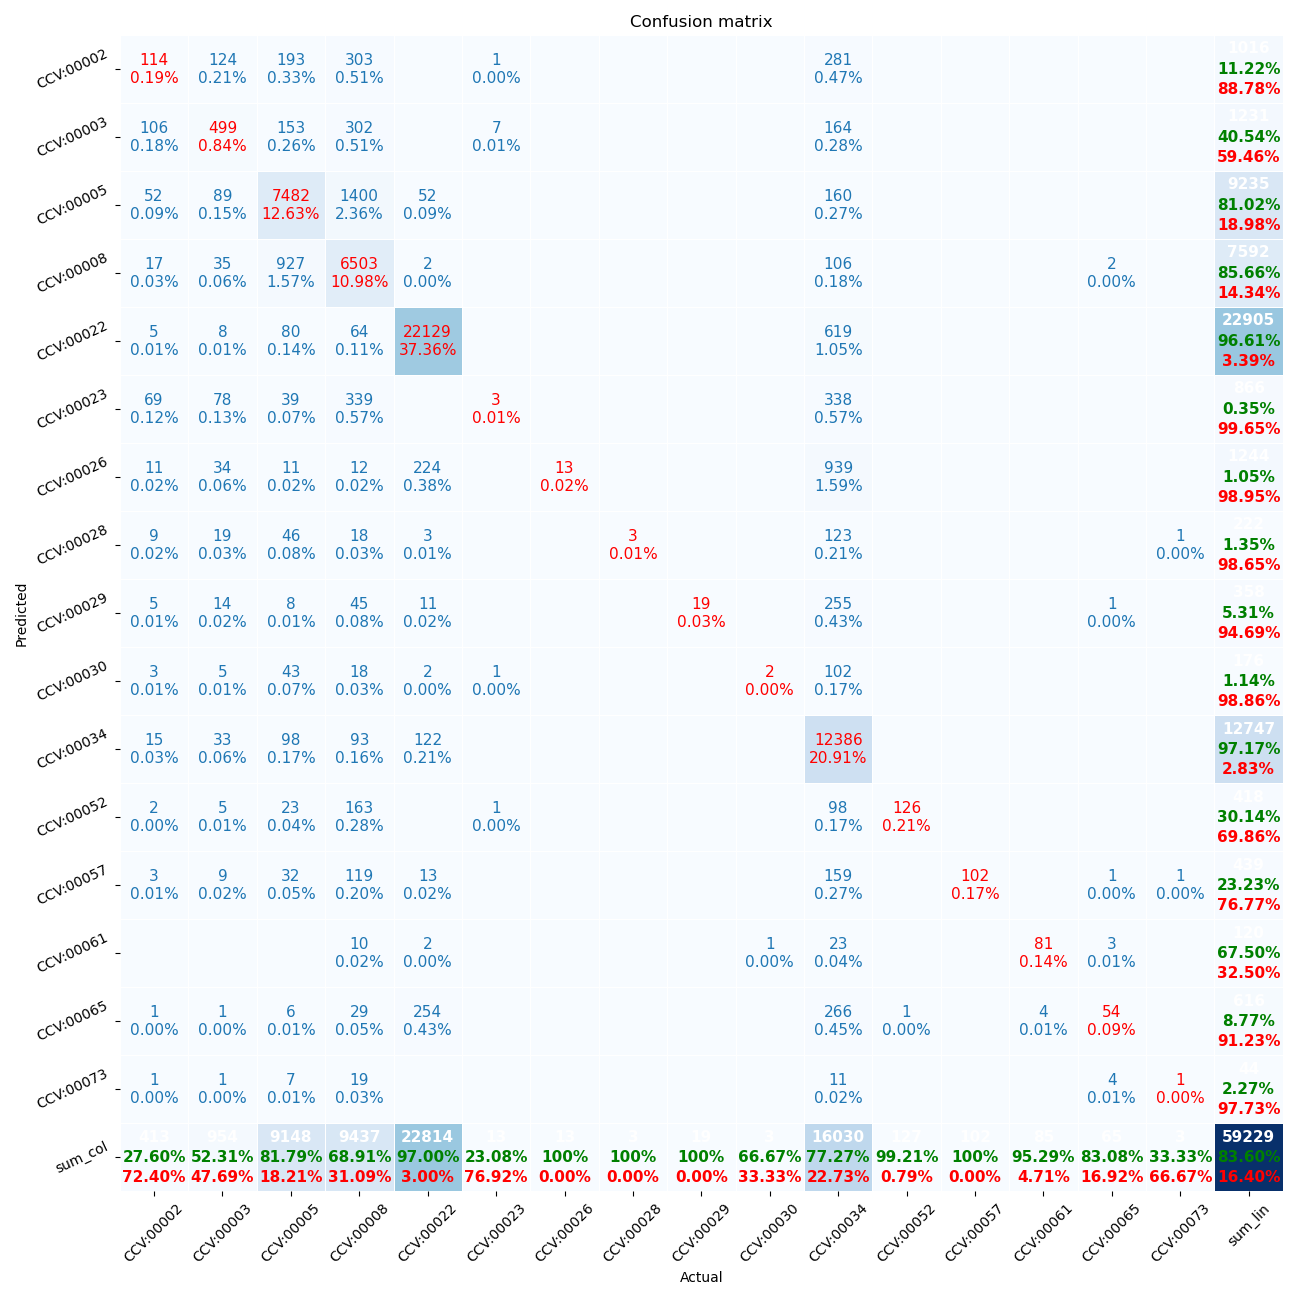 Confusion matrix
1016
114 124 193 303 1 281
CCV:00002 11.22%
0.19% 0.21% 0.33% 0.51% 0.00% 0.47%
88.78%
1231
106 499 153 302 7 164
CCV:00003 40.54%
0.18% 0.84% 0.26% 0.51% 0.01% 0.28%
59.46%
9235
52 89 7482 1400 52 160
CCV:00005 81.02%
0.09% 0.15% 12.63% 2.36% 0.09% 0.27%
18.98%
7592
17 35 927 6503 2 106 2
CCV:00008 85.66%
0.03% 0.06% 1.57% 10.98% 0.00% 0.18% 0.00%
14.34%
22905
5 8 80 64 22129 619
CCV:00022 96.61%
0.01% 0.01% 0.14% 0.11% 37.36% 1.05%
3.39%
866
69 78 39 339 3 338
CCV:00023 0.35%
0.12% 0.13% 0.07% 0.57% 0.01% 0.57%
99.65%
1244
11 34 11 12 224 13 939
CCV:00026 1.05%
0.02% 0.06% 0.02% 0.02% 0.38% 0.02% 1.59%
98.95%
222
9 19 46 18 3 3 123 1
CCV:00028 1.35%
0.02% 0.03% 0.08% 0.03% 0.01% 0.01% 0.21% 0.00%
98.65%
358
5 14 8 45 11 19 255 1
CCV:00029 5.31%
0.01% 0.02% 0.01% 0.08% 0.02% 0.03% 0.43% 0.00%
94.69%
Predicted
176
3 5 43 18 2 1 2 102
CCV:00030 1.14%
0.01% 0.01% 0.07% 0.03% 0.00% 0.00% 0.00% 0.17%
98.86%
12747
15 33 98 93 122 12386
CCV:00034 97.17%
0.03% 0.06% 0.17% 0.16% 0.21% 20.91%
2.83%
418
2 5 23 163 1 98 126
CCV:00052 30.14%
0.00% 0.01% 0.04% 0.28% 0.00% 0.17% 0.21%
69.86%
439
3 9 32 119 13 159 102 1 1
CCV:00057 23.23%
0.01% 0.02% 0.05% 0.20% 0.02% 0.27% 0.17% 0.00% 0.00%
76.77%
120
10 2 1 23 81 3
CCV:00061 67.50%
0.02% 0.00% 0.00% 0.04% 0.14% 0.01%
32.50%
616
1 1 6 29 254 266 1 4 54
CCV:00065 8.77%
0.00% 0.00% 0.01% 0.05% 0.43% 0.45% 0.00% 0.01% 0.09%
91.23%
44
1 1 7 19 11 4 1
CCV:00073 2.27%
0.00% 0.00% 0.01% 0.03% 0.02% 0.01% 0.00%
97.73%
413 954 9148 9437 22814 13 13 3 19 3 16030 127 102 85 65 3 59229
sum_col 27.60% 52.31% 81.79% 68.91% 97.00% 23.08% 100% 100% 100% 66.67% 77.27% 99.21% 100% 95.29% 83.08% 33.33% 83.60%
72.40% 47.69% 18.21% 31.09% 3.00% 76.92% 0.00% 0.00% 0.00% 33.33% 22.73% 0.79% 0.00% 4.71% 16.92% 66.67% 16.40%
CCV:00002 CCV:00003 CCV:00005 CCV:00008 CCV:00022 CCV:00023 CCV:00026 CCV:00028 CCV:00029 CCV:00030 CCV:00034 CCV:00052 CCV:00057 CCV:00061 CCV:00065 CCV:00073 sum_lin
Actual